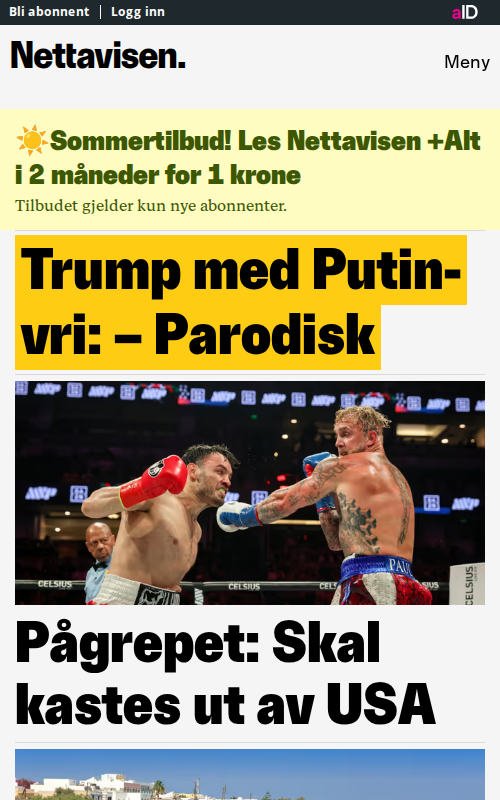 Bli abonnent | Logg inn
aID
Nettavisen.
Meny
☀️Sommertilbud! Les Nettavisen +Alt
i 2 måneder for 1 krone
Tilbudet gjelder kun nye abonnenter.
Trump med Putin-
vri: – Parodisk
CELSIUS
CELSIUS
CELSIUS
PAUL
Pågrepet: Skal
kastes ut av USA